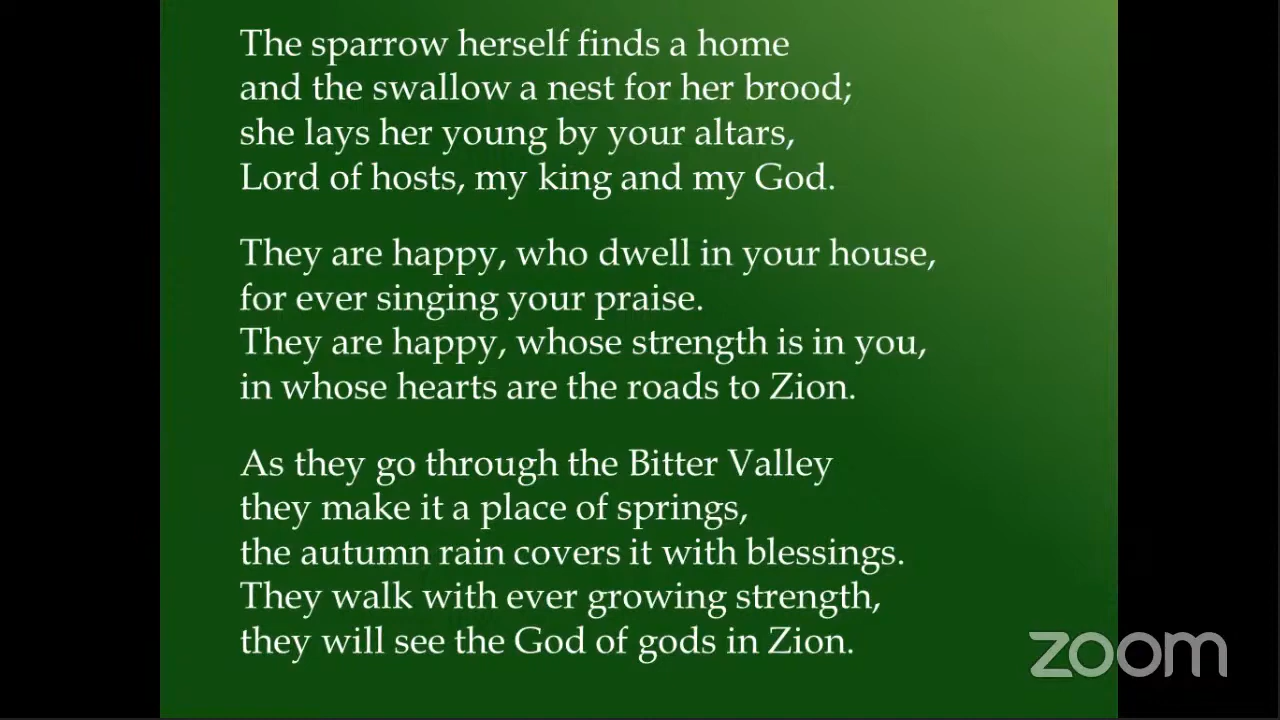 The sparrow herself finds a home
and the swallow a nest for her brood;
she lays her young by your altars,
Lord of hosts, my king and my God.
They are happy, who dwell in your house,
for ever singing your praise.
They are happy, whose strength is in you,
in whose hearts are the roads to Zion.
As they go through the Bitter Valley
they make it a place of springs,
the autumn rain covers it with blessings.
They walk with ever growing strength,
they will see the God of gods in Zion.
zoom